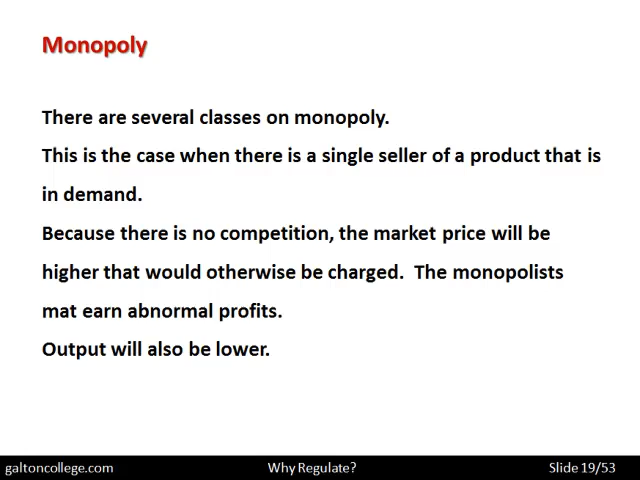 Monopoly
There are several classes on monopoly.
This is the case when there is a single seller of a product that is
in demand.
Because there is no competition, the market price will be
higher that would otherwise be charged.  The monopolists
mat earn abnormal profits.
Output will also be lower.
galtoncollege.com
Why Regulate?
Slide 19/53